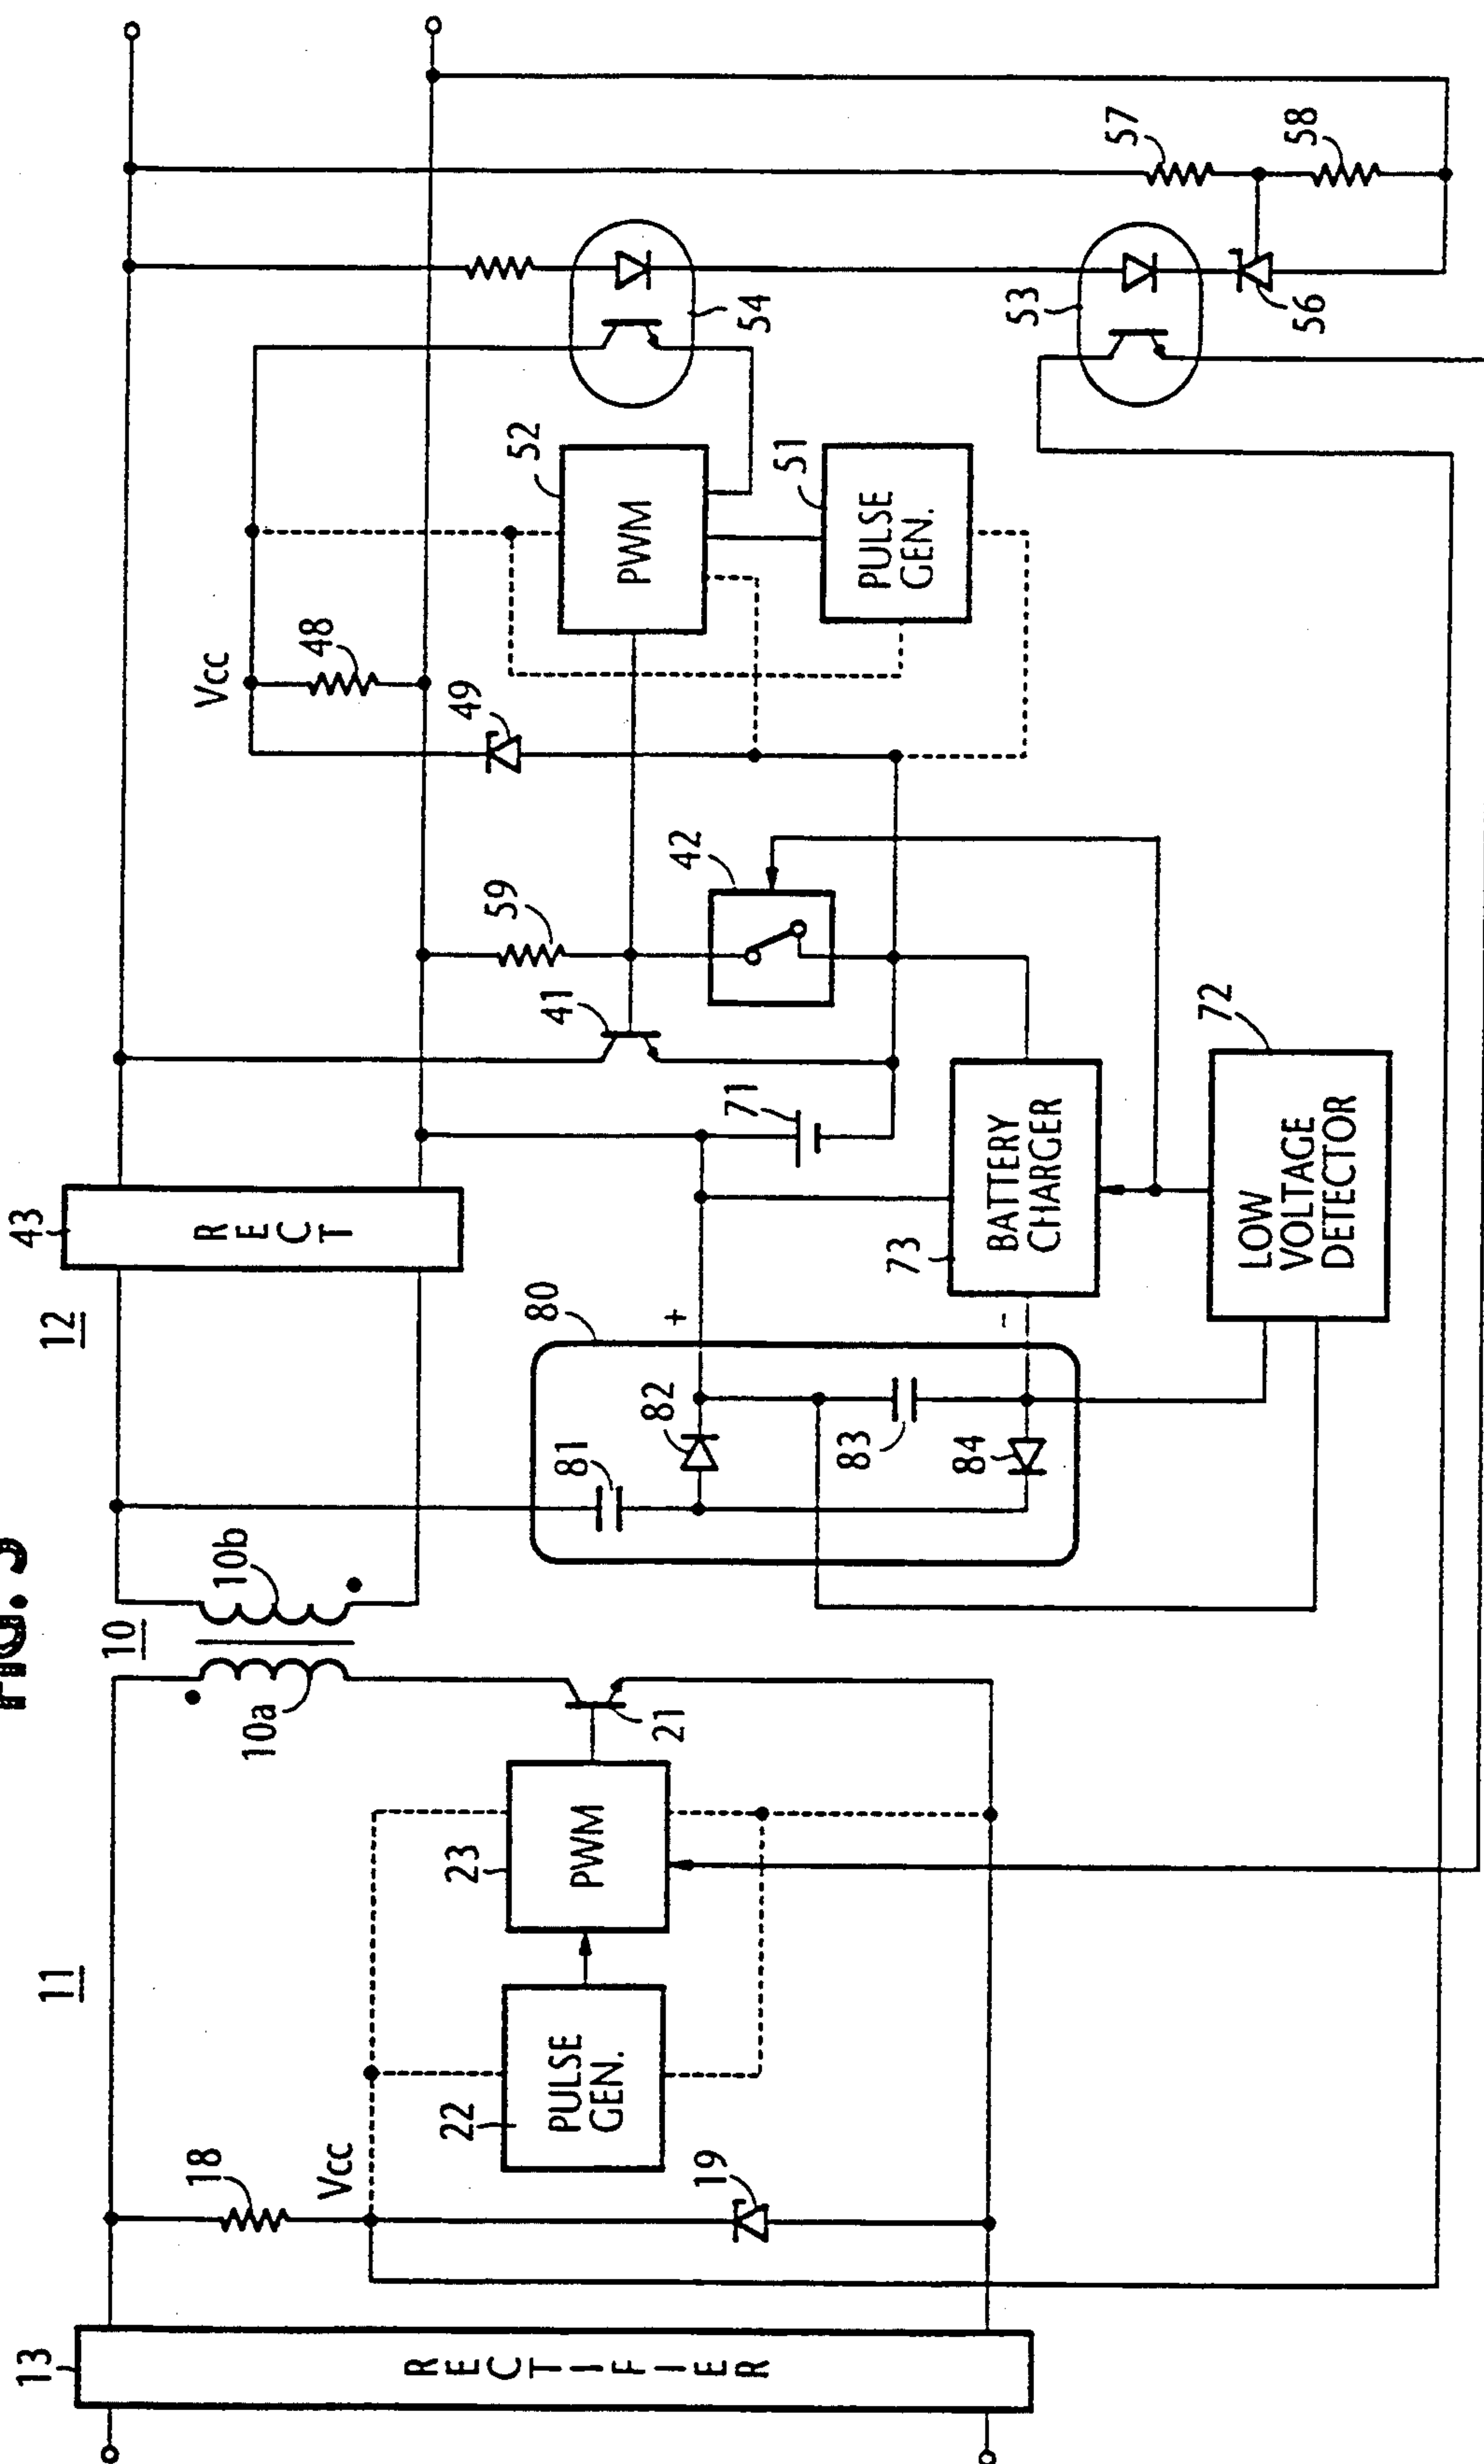 FIG. 3
11
10
12
13
RECTIFIER
18
Vcc
19
22
PULSE
GEN.
23
PWM
21
10a
10b
43
RECT
80
81
82
83
84
+
-
73
BATTERY
CHARGER
72
LOW
VOLTAGE
DETECTOR
71
41
59
42
49
Vcc
48
52
PWM
51
PULSE
GEN.
54
53
56
57
58